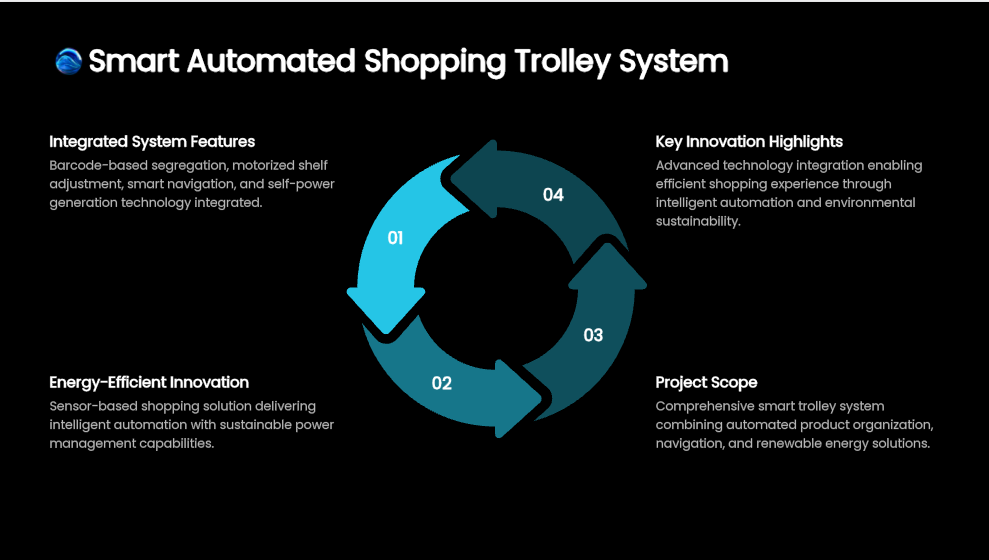 Smart Automated Shopping Trolley System
Integrated System Features
Barcode-based segregation, motorized shelf
adjustment, smart navigation, and self-power
generation technology integrated.
01
Energy-Efficient Innovation
Sensor-based shopping solution delivering
intelligent automation with sustainable power
management capabilities.
02
03
Project Scope
Comprehensive smart trolley system
combining automated product organization,
navigation, and renewable energy solutions.
04
Key Innovation Highlights
Advanced technology integration enabling
efficient shopping experience through
intelligent automation and environmental
sustainability.